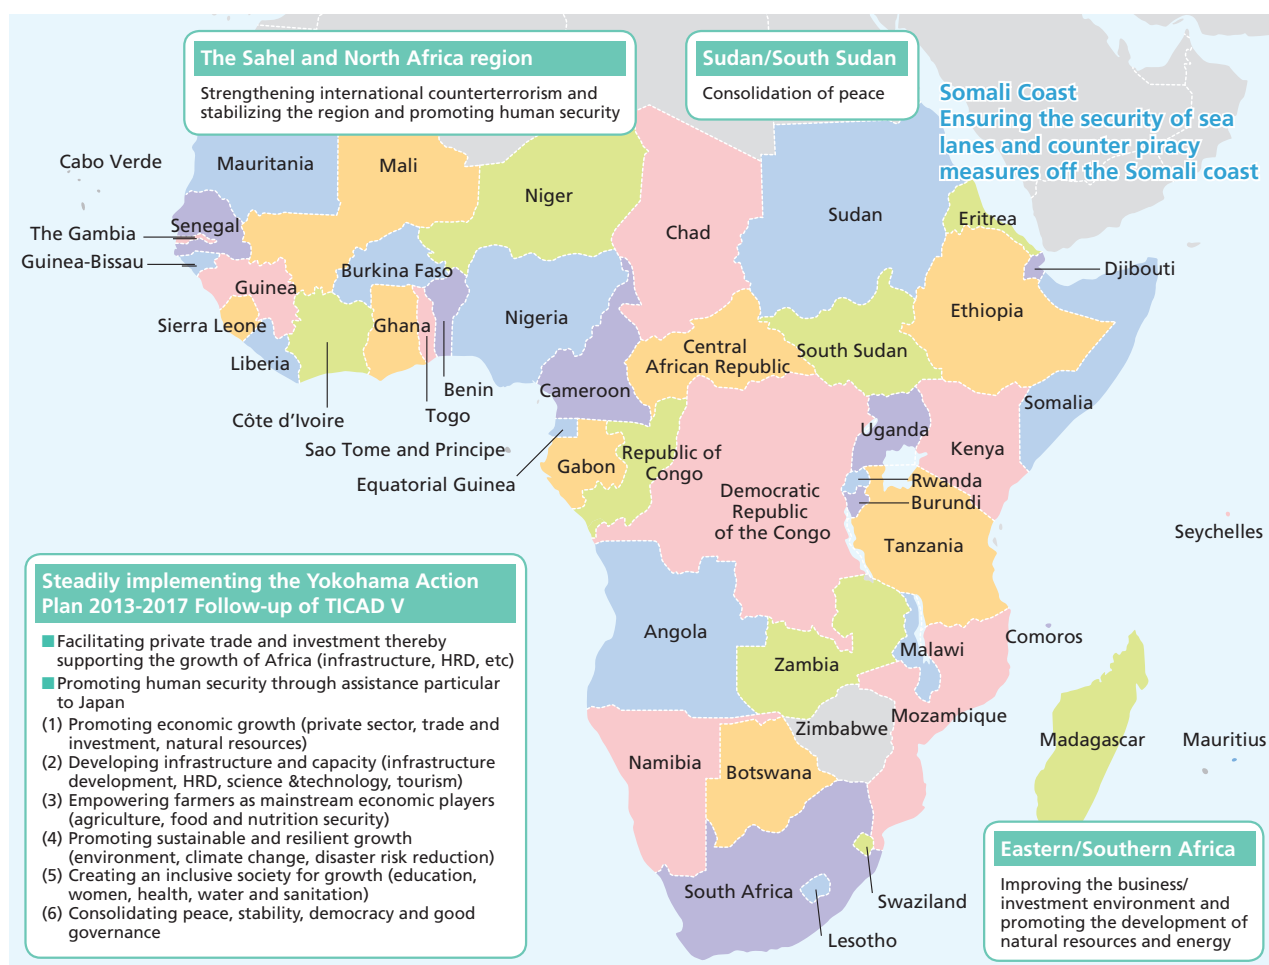 The Sahel and North Africa region
Strengthening international counterterrorism and
stabilizing the region and promoting human security
Sudan/South Sudan
Consolidation of peace
Somali Coast
Ensuring the security of sea
lanes and counter piracy
measures off the Somali coast
Cabo Verde
Mauritania
Mali
Niger
Chad
Sudan
Eritrea
Senegal
The Gambia
Guinea-Bissau
Burkina Faso
Djibouti
Guinea
Sierra Leone
Ghana
Nigeria
Ethiopia
Liberia
Central
African Republic
South Sudan
Benin
Cameroon
Somalia
Togo
Côte d'Ivoire
Uganda
Sao Tome and Principe
Republic of
Congo
Kenya
Gabon
Equatorial Guinea
Rwanda
Democratic
Republic
of the Congo
Burundi
Seychelles
Tanzania
Steadily implementing the Yokohama Action
Plan 2013-2017 Follow-up of TICAD V
■Facilitating private trade and investment thereby
supporting the growth of Africa (infrastructure, HRD, etc)
■Promoting human security through assistance particular
to Japan
(1) Promoting economic growth (private sector, trade and
investment, natural resources)
(2) Developing infrastructure and capacity (infrastructure
development, HRD, science &technology, tourism)
(3) Empowering farmers as mainstream economic players
(agriculture, food and nutrition security)
(4) Promoting sustainable and resilient growth
(environment, climate change, disaster risk reduction)
(5) Creating an inclusive society for growth (education,
women, health, water and sanitation)
(6) Consolidating peace, stability, democracy and good
governance
Angola
Comoros
Malawi
Zambia
Mozambique
Zimbabwe
Madagascar
Mauritius
Namibia
Botswana
South Africa
Swaziland
Lesotho
Eastern/Southern Africa
Improving the business/
investment environment and
promoting the development of
natural resources and energy